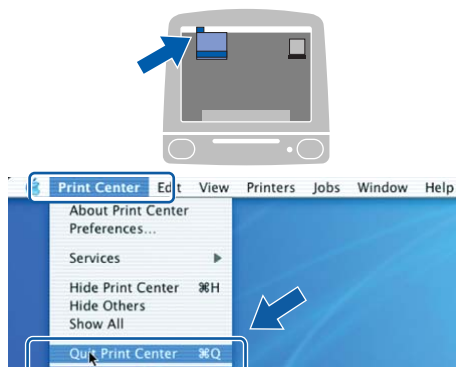 Print Center Edit View Printers Jobs Window Help
About Print Center
Preferences...
Services
Hide Print Center ⌘H
Hide Others
Show All
Quit Print Center ⌘Q